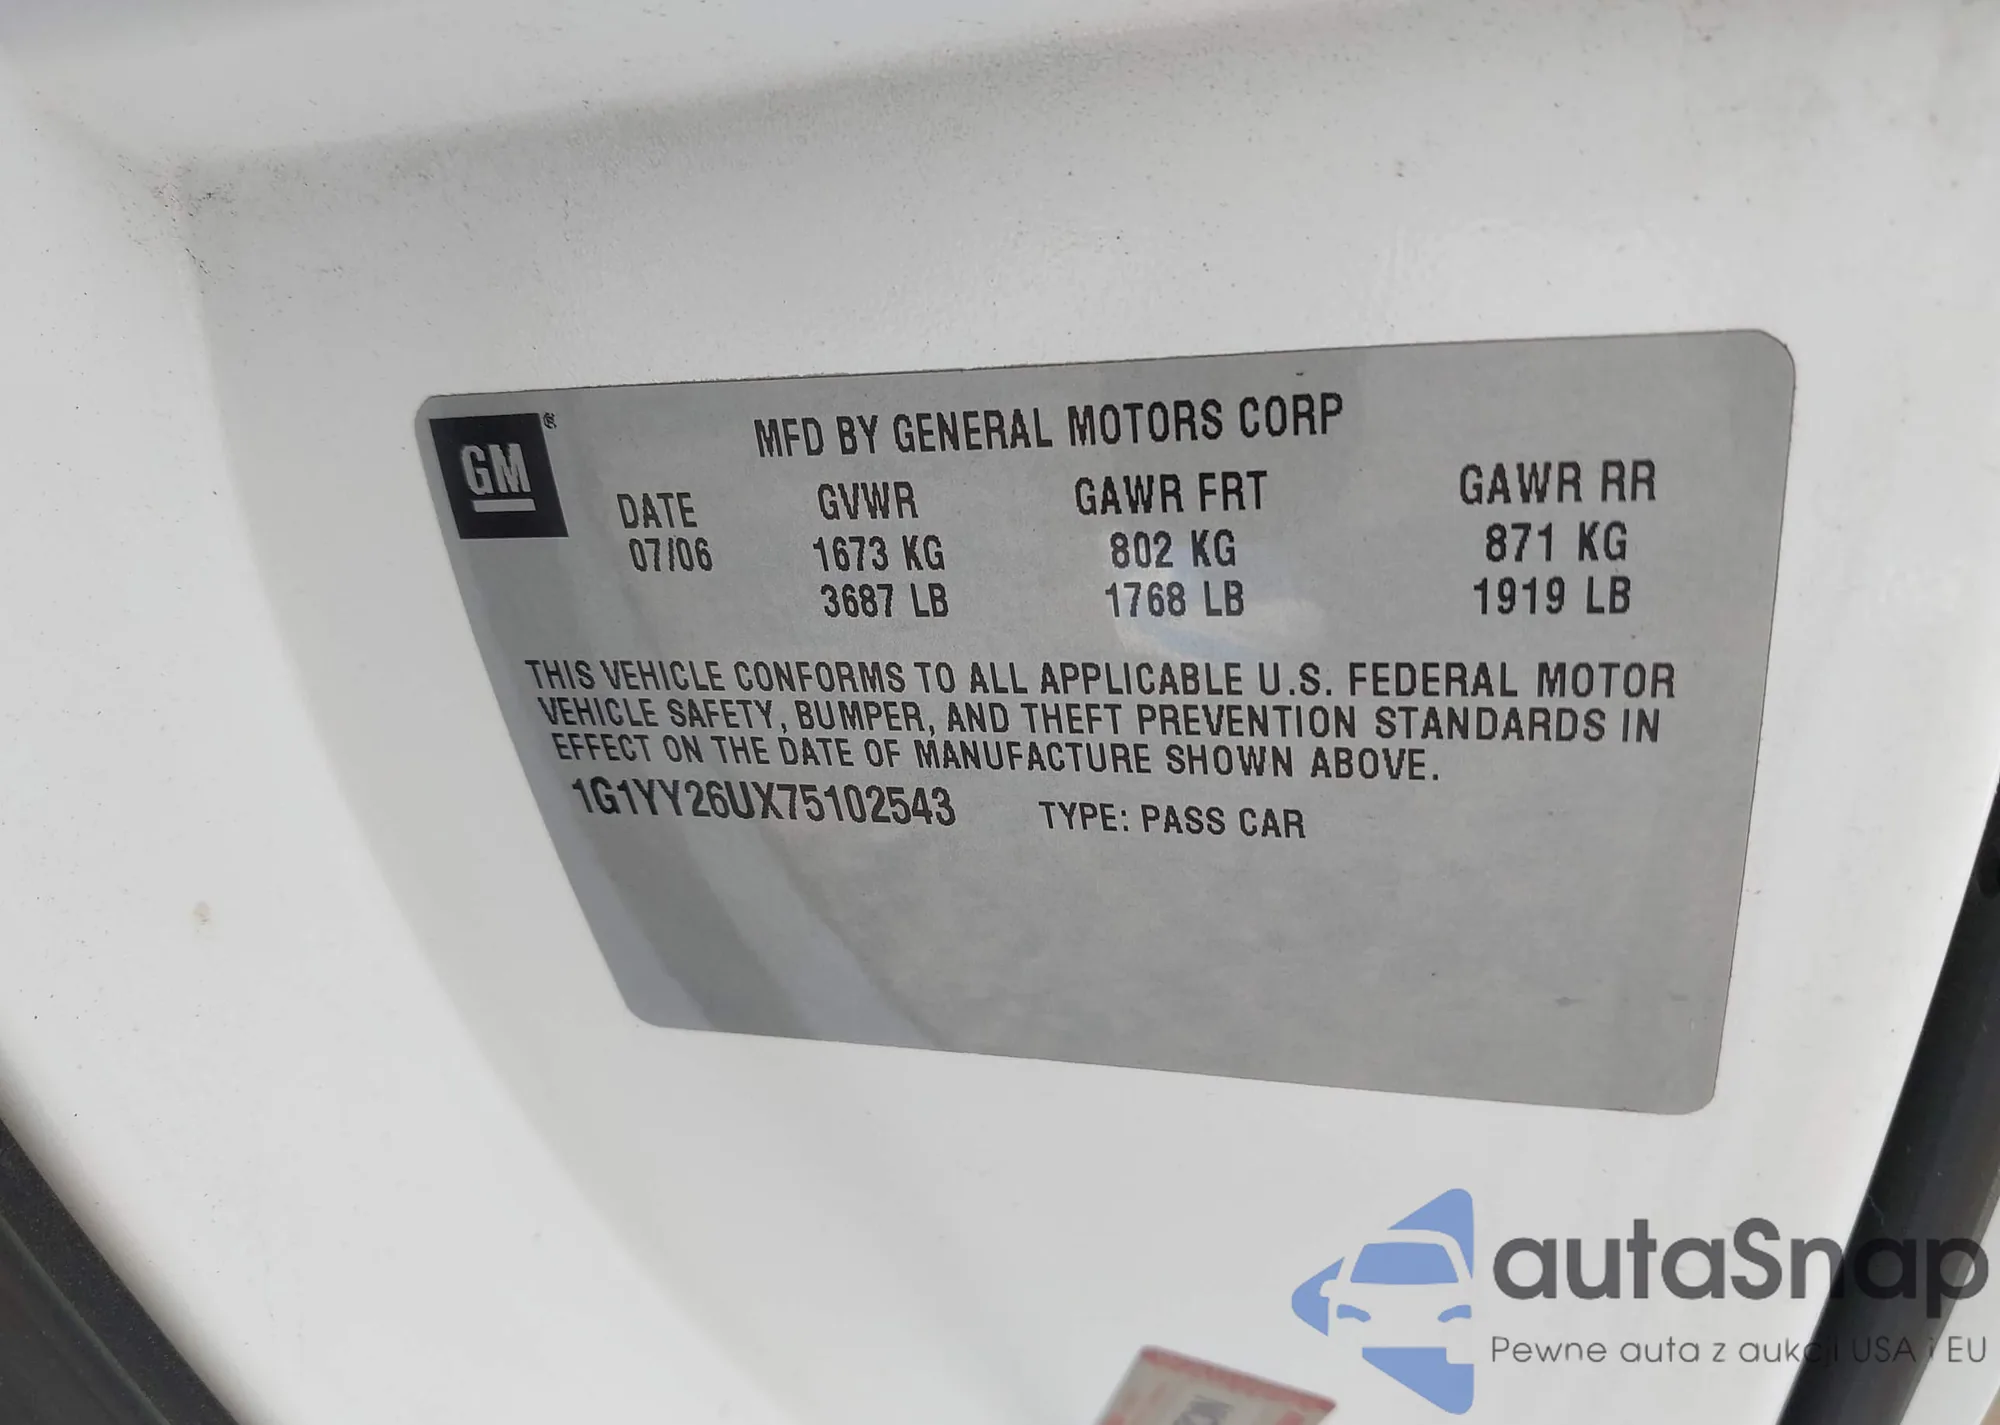 GM®
MFD BY GENERAL MOTORS CORP
DATE GVWR GAWR FRT GAWR RR
07/06 1673 KG 802 KG 871 KG
3687 LB 1768 LB 1919 LB
THIS VEHICLE CONFORMS TO ALL APPLICABLE U.S. FEDERAL MOTOR
VEHICLE SAFETY, BUMPER, AND THEFT PREVENTION STANDARDS IN
EFFECT ON THE DATE OF MANUFACTURE SHOWN ABOVE.
1G1YY26UX75102543 TYPE: PASS CAR
autaSnap
Pewne auta z aukcji USA i EU